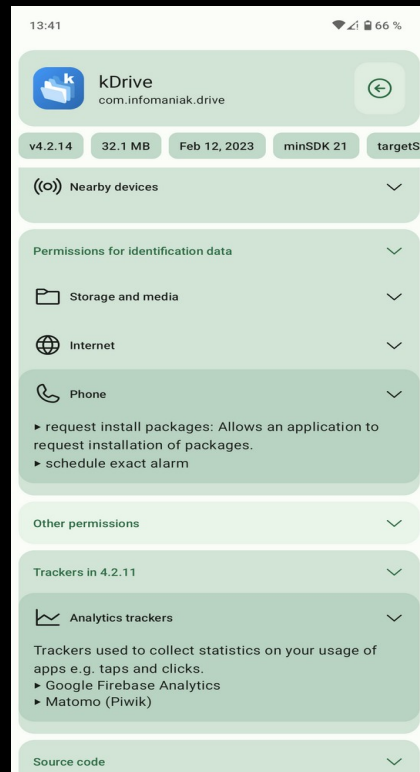 13:41
66 %
k
kDrive
com.infomaniak.drive
v4.2.14
32.1 MB
Feb 12, 2023
minSDK 21
targetS
Nearby devices
Permissions for identification data
Storage and media
Internet
Phone
▸ request install packages: Allows an application to
request installation of packages.
▸ schedule exact alarm
Other permissions
Trackers in 4.2.11
Analytics trackers
Trackers used to collect statistics on your usage of
apps e.g. taps and clicks.
▸ Google Firebase Analytics
▸ Matomo (Piwik)
Source code